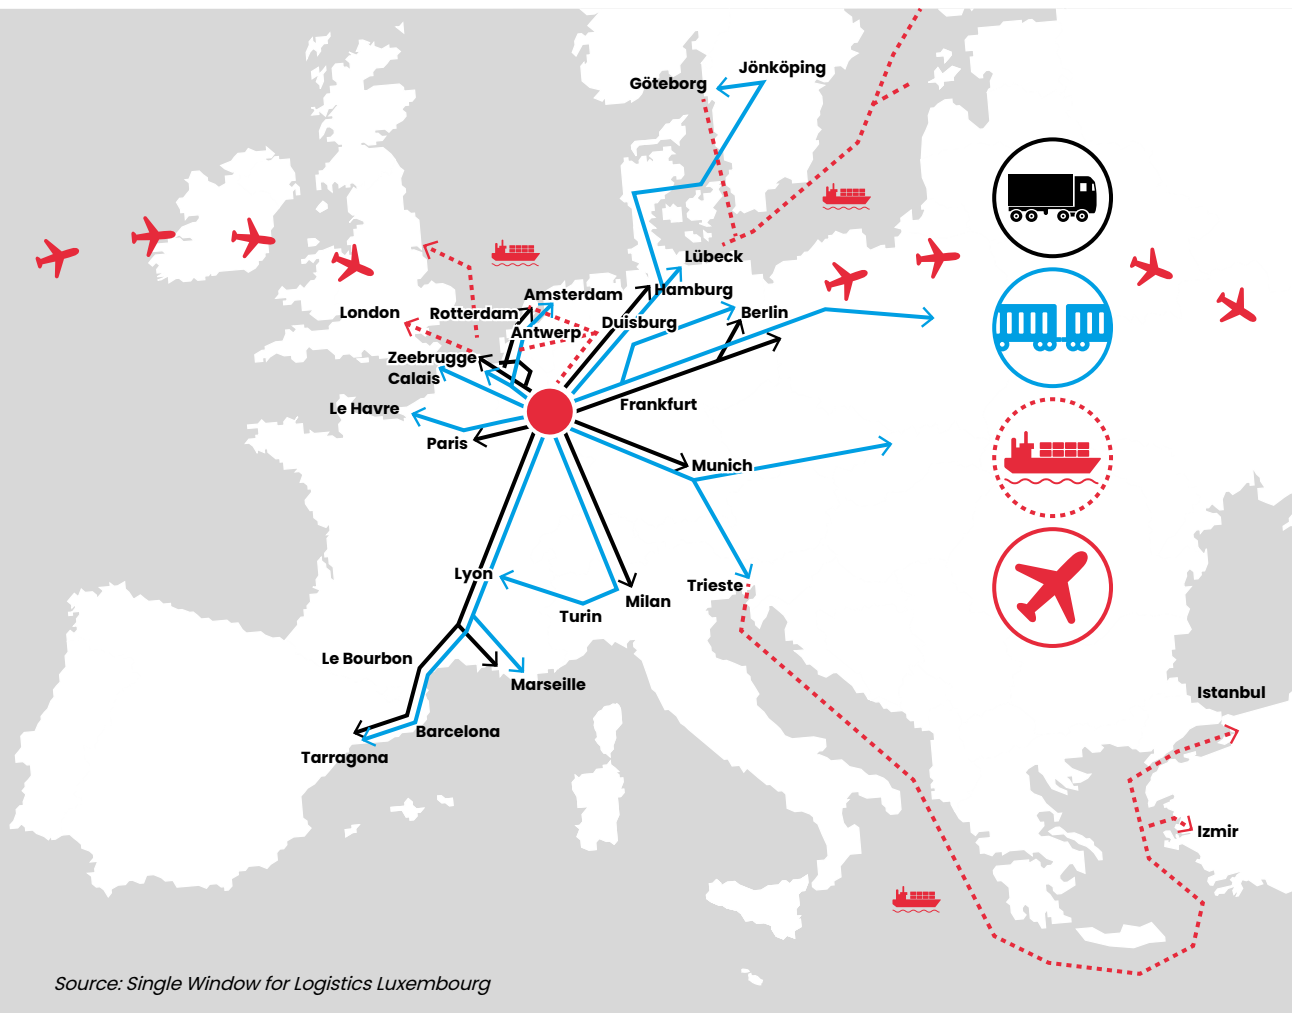 Jönköping
Göteborg
Lübeck
Hamburg
Amsterdam
London
Rotterdam
Berlin
Duisburg
Antwerp
Zeebrugge
Calais
Frankfurt
Le Havre
Paris
Munich
Lyon
Trieste
Milan
Turin
Le Bourbon
Marseille
Istanbul
Barcelona
Tarragona
Izmir
Source: Single Window for Logistics Luxembourg